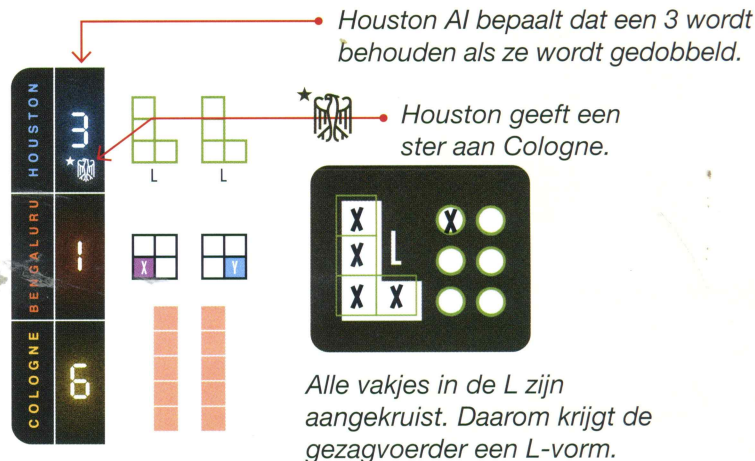 Houston AI bepaalt dat een 3 wordt
behouden als ze wordt gedobbeld.
Houston geeft een
ster aan Cologne.
HOUSTON
3
L
L
BENGALURU
1
X
Y
COLOGNE
6
X
X
L
X
X
X
Alle vakjes in de L zijn
aangekruist. Daarom krijgt de
gezagvoerder een L-vorm.